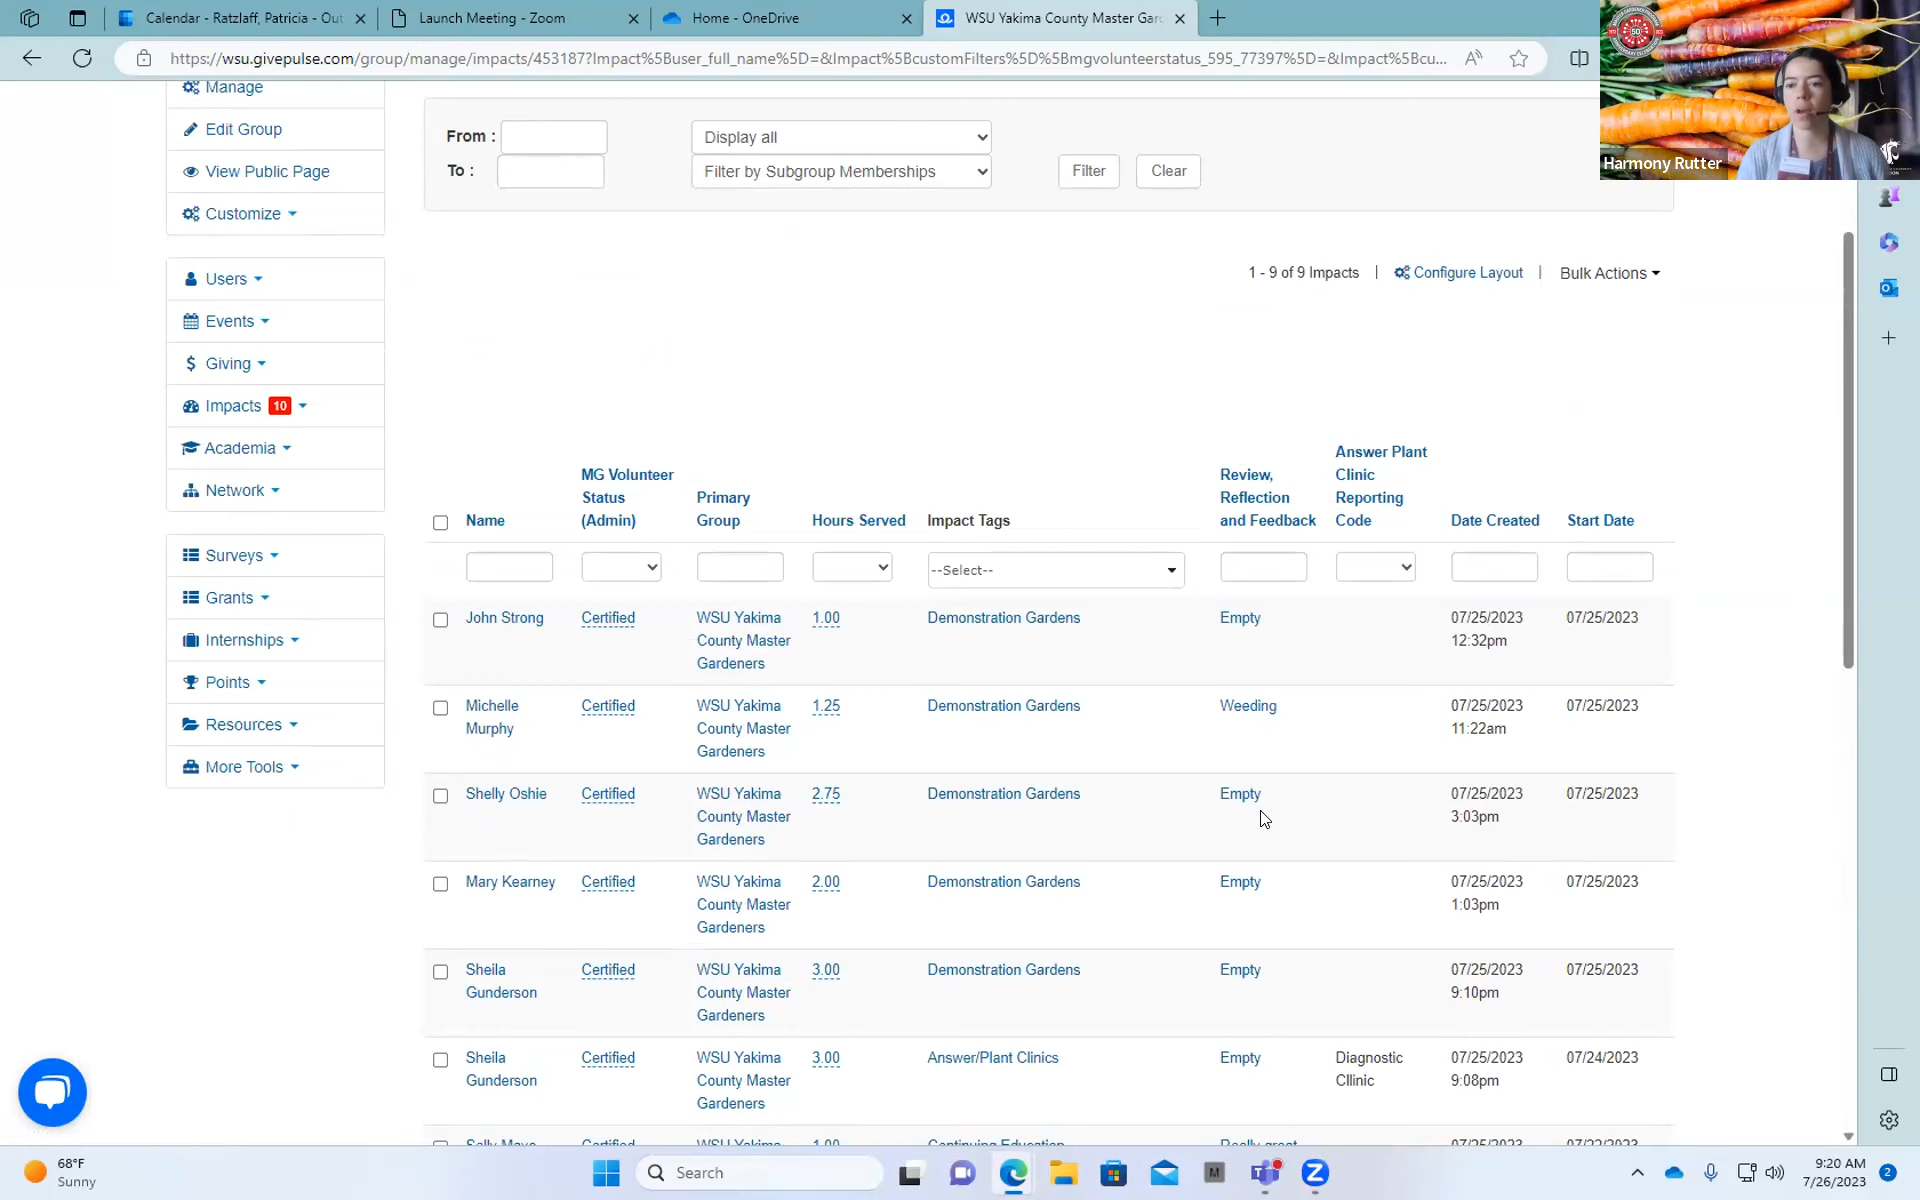 Calendar - Ratzlaff, Patricia - Out
Launch Meeting - Zoom
Home - OneDrive
WSU Yakima County Master Gar
https://wsu.givepulse.com/group/manage/impacts/453187?Impact%5Buser_full_name%5D=&Impact%5BcustomFilters%5D%5Bmgvolunteerstatus_595_77397%5D=&Impact%5Bcu...
Harmony Rutter
Manage
Edit Group
View Public Page
Customize
Users
Events
Giving
Impacts 10
Academia
Network
Surveys
Grants
Internships
Points
Resources
More Tools
From :
Display all
To :
Filter by Subgroup Memberships
Filter
Clear
1 - 9 of 9 Impacts | Configure Layout | Bulk Actions
Name
MG Volunteer
Status
(Admin)
Primary
Group
Hours Served
Impact Tags
Review,
Reflection
and Feedback
Answer Plant
Clinic
Reporting
Code
Date Created
Start Date
--Select--
John Strong
Certified
WSU Yakima
County Master
Gardeners
1.00
Demonstration Gardens
Empty
07/25/2023
12:32pm
07/25/2023
Michelle
Murphy
Certified
WSU Yakima
County Master
Gardeners
1.25
Demonstration Gardens
Weeding
07/25/2023
11:22am
07/25/2023
Shelly Oshie
Certified
WSU Yakima
County Master
Gardeners
2.75
Demonstration Gardens
Empty
07/25/2023
3:03pm
07/25/2023
Mary Kearney
Certified
WSU Yakima
County Master
Gardeners
2.00
Demonstration Gardens
Empty
07/25/2023
1:03pm
07/25/2023
Sheila
Gunderson
Certified
WSU Yakima
County Master
Gardeners
3.00
Demonstration Gardens
Empty
07/25/2023
9:10pm
07/25/2023
Sheila
Gunderson
Certified
WSU Yakima
County Master
Gardeners
3.00
Answer/Plant Clinics
Empty
Diagnostic
Cllinic
07/25/2023
9:08pm
07/24/2023
Certified
WSU Yakima
1.00
Continuing Education
Really great
68°F
Sunny
Search
9:20 AM
7/26/2023
2